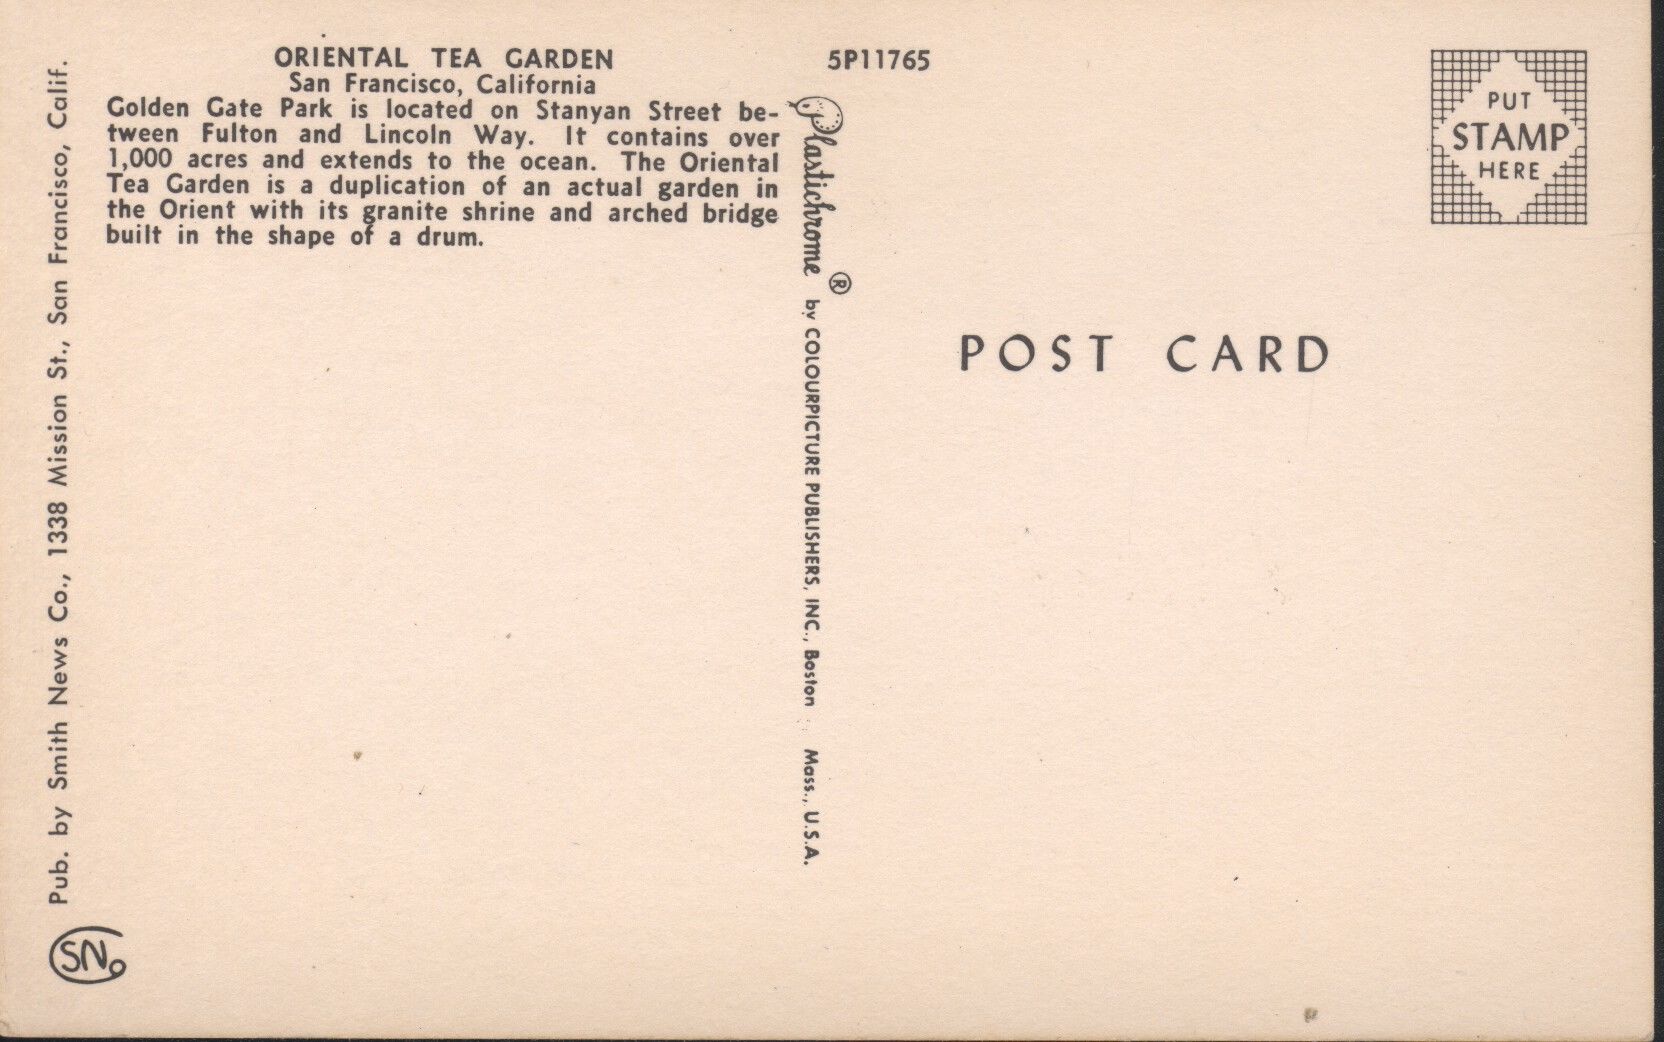 ORIENTAL TEA GARDEN
San Francisco, California
Golden Gate Park is located on Stanyan Street be-
tween Fulton and Lincoln Way. It contains over
1,000 acres and extends to the ocean. The Oriental
Tea Garden is a duplication of an actual garden in
the Orient with its granite shrine and arched bridge
built in the shape of a drum.
Pub. by Smith News Co., 1338 Mission St., San Francisco, Calif.
SN
5P11765
Plastichrome ® by COLOURPICTURE PUBLISHERS, INC., Boston Mass., U.S.A.
PUT
STAMP
HERE
POST CARD